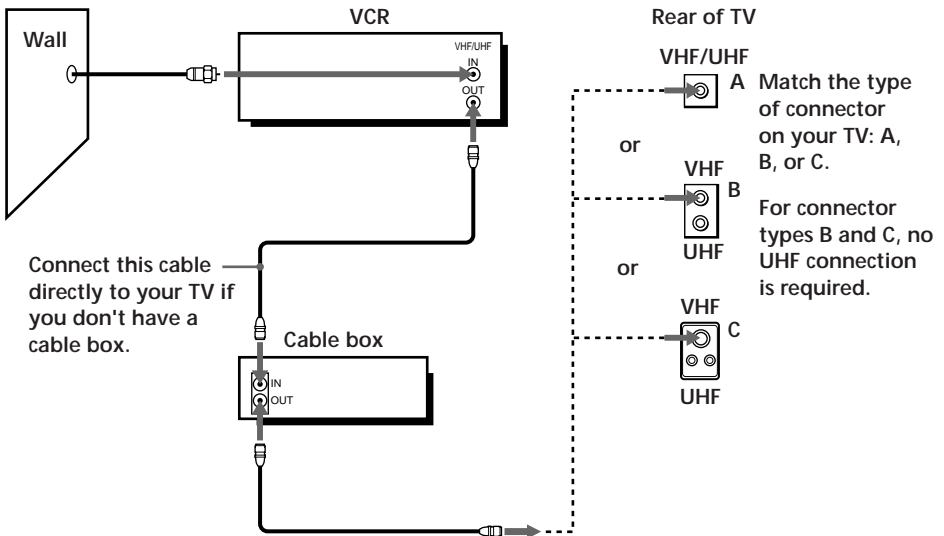 VCR
Rear of TV
Wall
VHF/UHF
IN
OUT
VHF/UHF
A
Match the type
of connector
on your TV: A,
B, or C.
or
VHF
B
UHF
For connector
types B and C, no
UHF connection
is required.
or
VHF
C
UHF
Connect this cable
directly to your TV if
you don't have a
cable box.
Cable box
IN
OUT